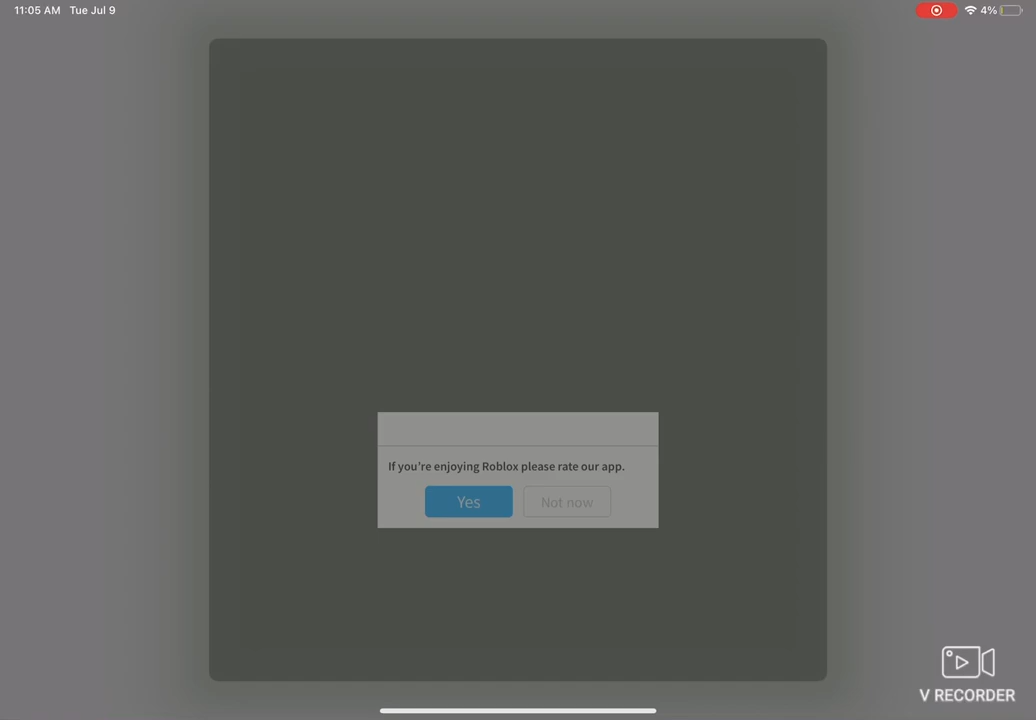 11:05 AM Tue Jul 9 4%
If you're enjoying Roblox please rate our app.
Yes Not now
V RECORDER